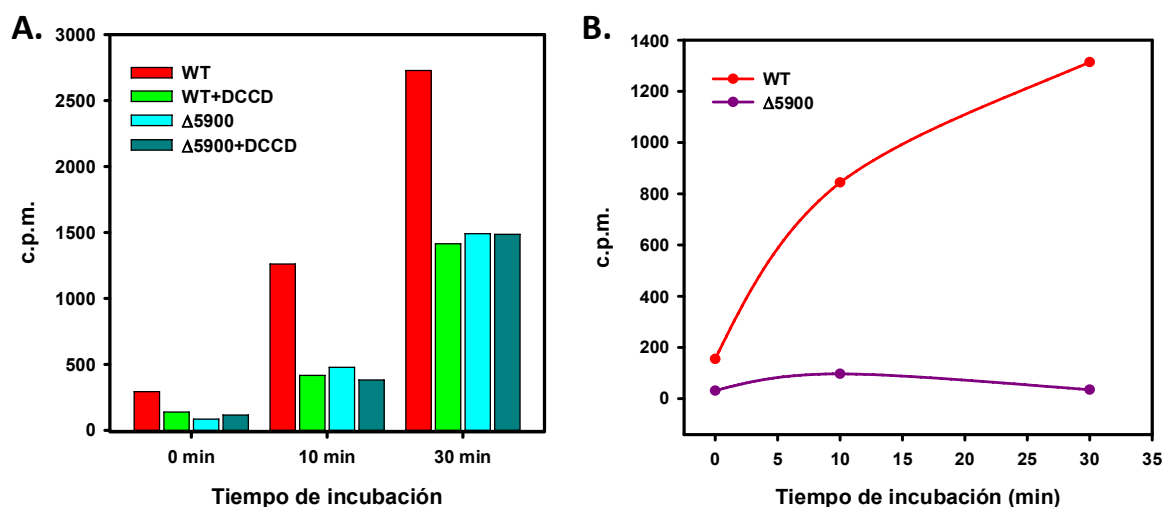 A.
3000
2500
2000
1500
1000
500
0
c.p.m.
WT
WT+DCCD
Δ5900
Δ5900+DCCD
0 min 10 min 30 min
Tiempo de incubación
B.
1400
1200
1000
800
600
400
200
0
c.p.m.
WT
Δ5900
0 5 10 15 20 25 30 35
Tiempo de incubación (min)